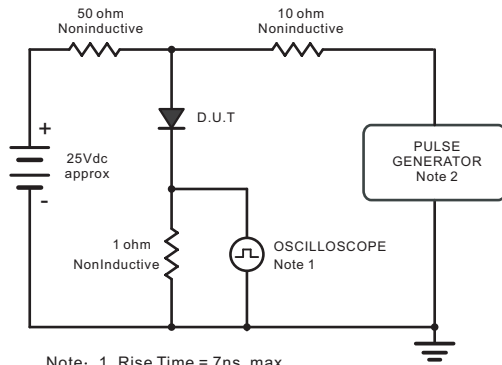 50 ohm
Noninductive
10 ohm
Noninductive
D.U.T
+
25Vdc
approx
-
PULSE
GENERATOR
Note 2
1 ohm
NonInductive
OSCILLOSCOPE
Note 1
Note: 1. Rise Time = 7ns, max.